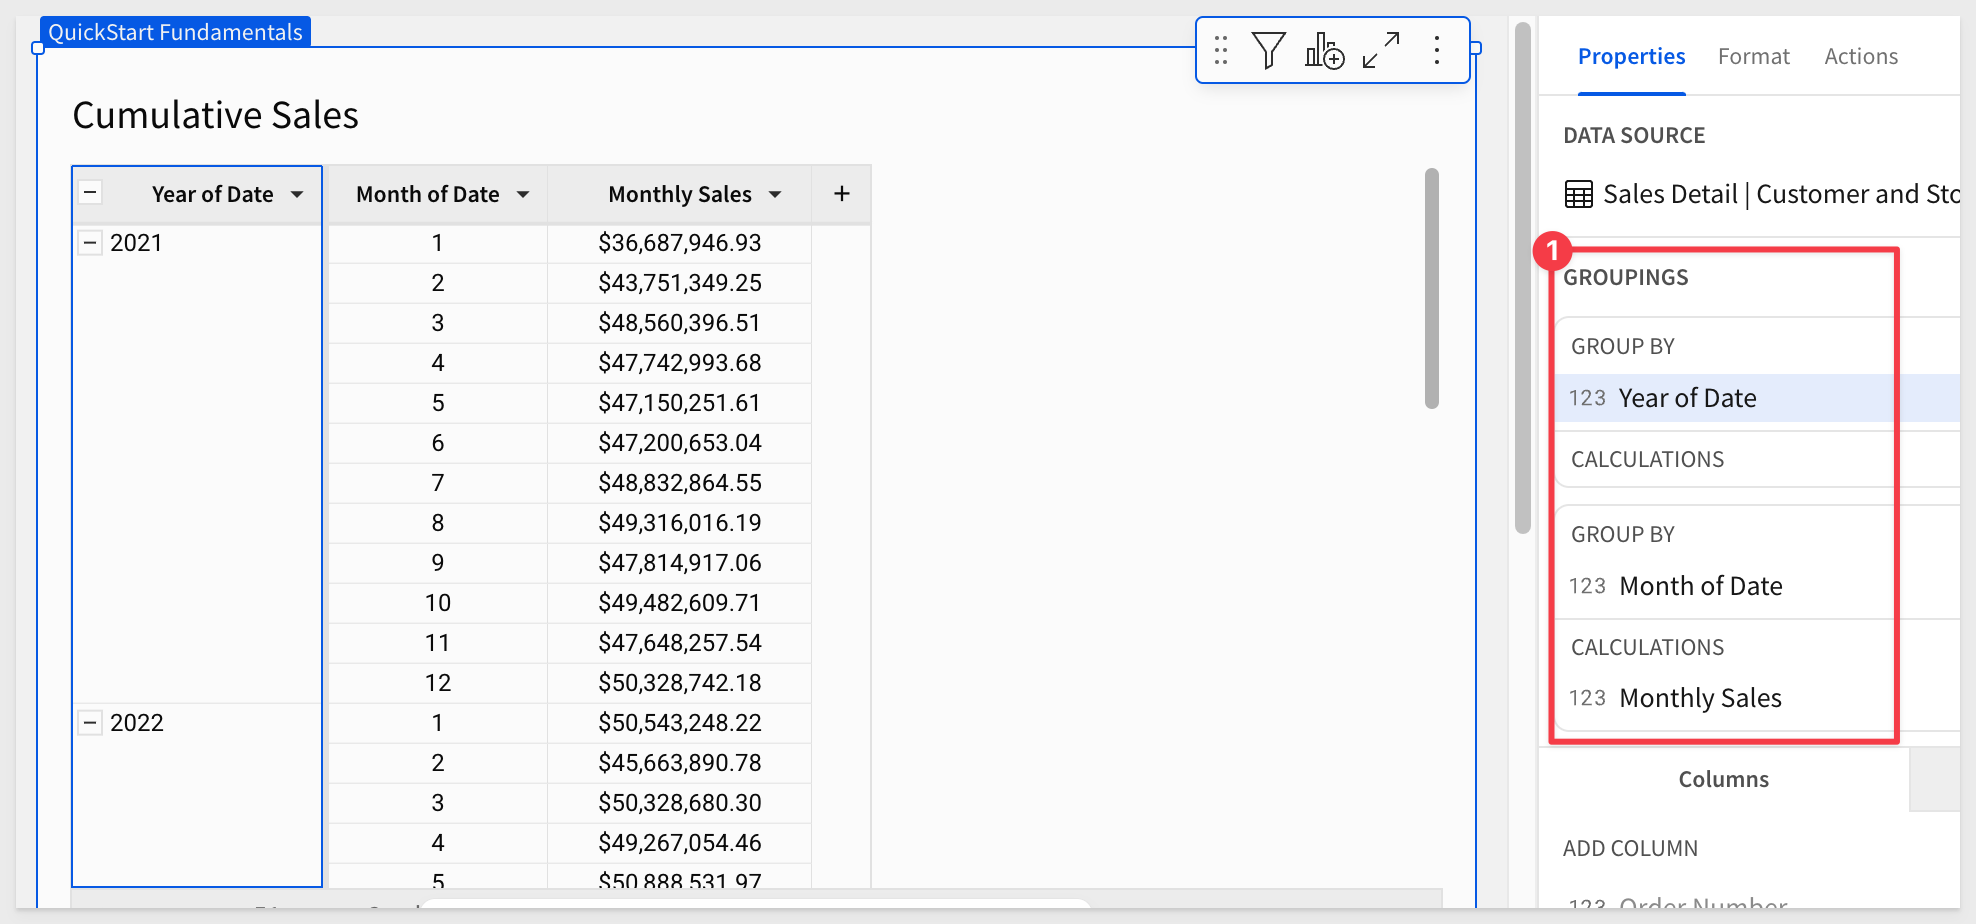 QuickStart Fundamentals
Cumulative Sales
Year of Date Month of Date Monthly Sales +
2021 1 $36,687,946.93
2 $43,751,349.25
3 $48,560,396.51
4 $47,742,993.68
5 $47,150,251.61
6 $47,200,653.04
7 $48,832,864.55
8 $49,316,016.19
9 $47,814,917.06
10 $49,482,609.71
11 $47,648,257.54
12 $50,328,742.18
2022 1 $50,543,248.22
2 $45,663,890.78
3 $50,328,680.30
4 $49,267,054.46
5 $50,888,531.97
Properties Format Actions
DATA SOURCE
Sales Detail | Customer and Sto
1
GROUPINGS
GROUP BY
123 Year of Date
CALCULATIONS
GROUP BY
123 Month of Date
CALCULATIONS
123 Monthly Sales
Columns
ADD COLUMN
123 Order Number